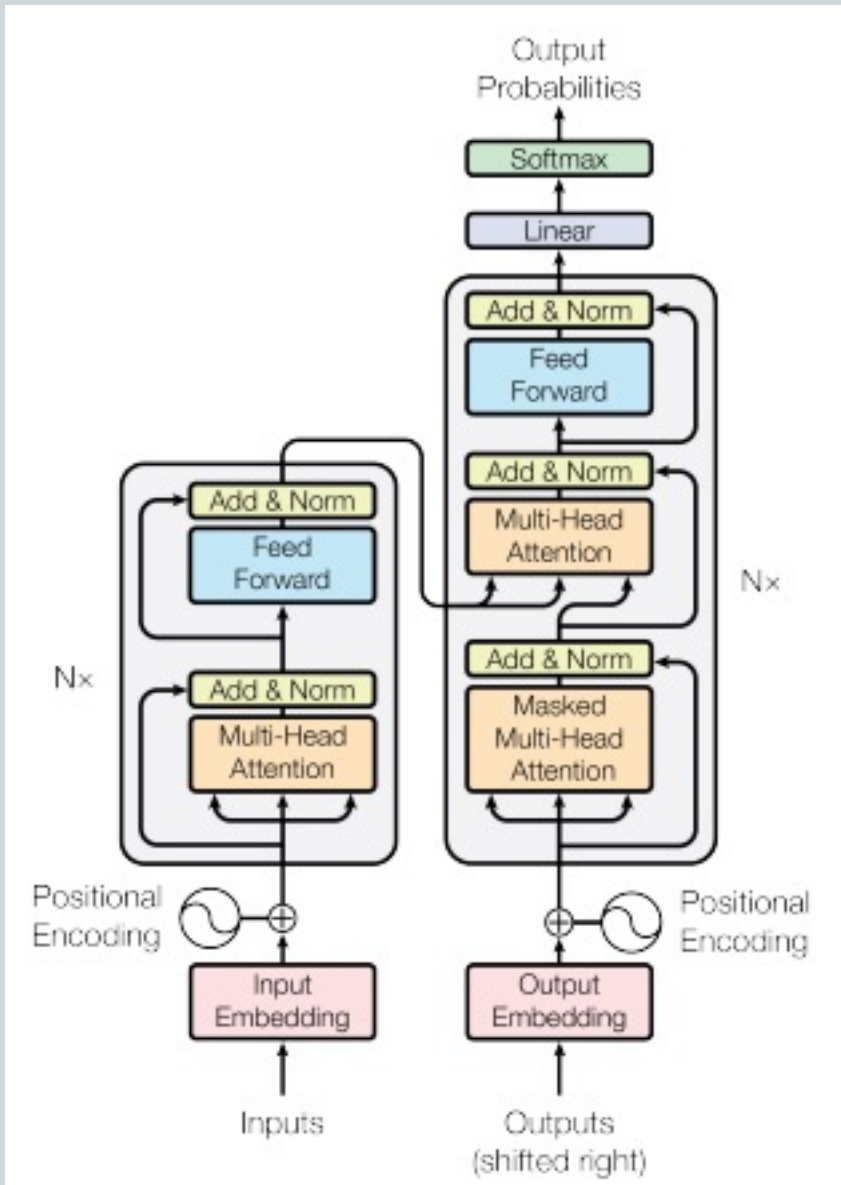 Output
Probabilities
Softmax
Linear
Add & Norm
Feed
Forward
Add & Norm
Multi-Head
Attention
N×
Add & Norm
Masked
Multi-Head
Attention
Add & Norm
Feed
Forward
N×
Add & Norm
Multi-Head
Attention
Positional
Encoding
Positional
Encoding
Input
Embedding
Output
Embedding
Inputs
Outputs
(shifted right)